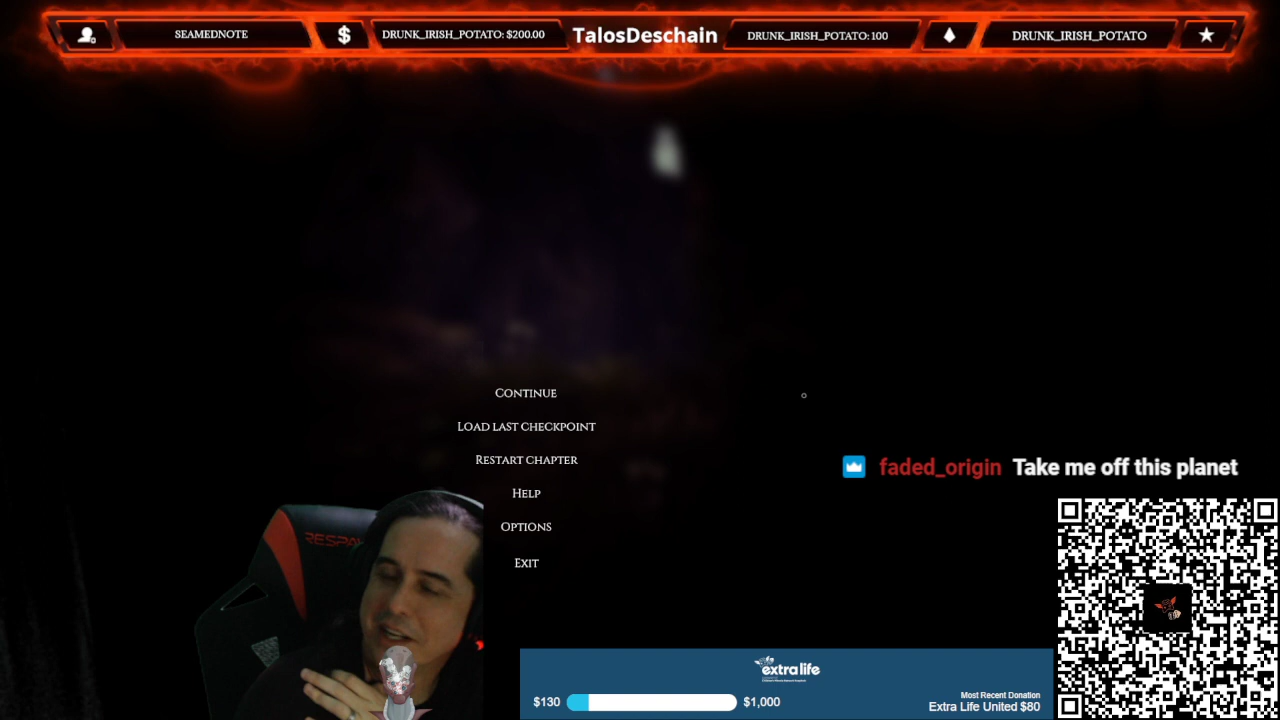 SEAMEDNOTE
$
DRUNK_IRISH_POTATO: $200.00
TalosDeschain
DRUNK_IRISH_POTATO: 100
DRUNK_IRISH_POTATO
Continue
Load last checkpoint
Restart chapter
Help
Options
Exit
faded_origin Take me off this planet
extra life
$130
$1,000
Most Recent Donation
Extra Life United $80